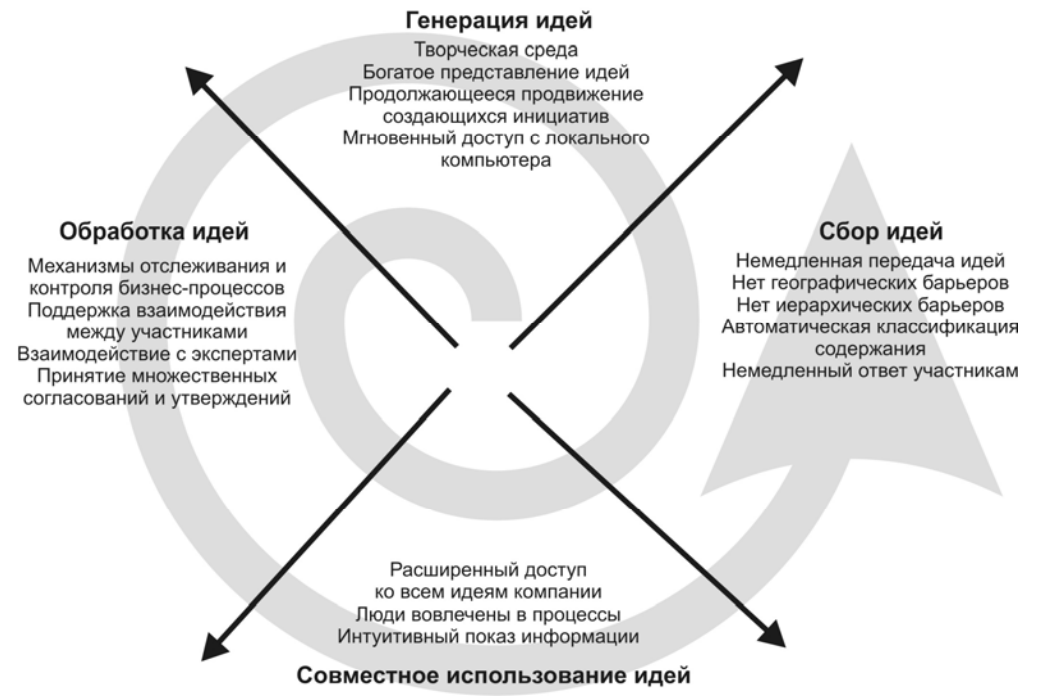 Генерация идей
Творческая среда
Богатое представление идей
Продолжающееся продвижение
создающихся инициатив
Мгновенный доступ с локального
компьютера
Обработка идей
Механизмы отслеживания и
контроля бизнес-процессов
Поддержка взаимодействия
между участниками
Взаимодействие с экспертами
Принятие множественных
согласований и утверждений
Сбор идей
Немедленная передача идей
Нет географических барьеров
Нет иерархических барьеров
Автоматическая классификация
содержания
Немедленный ответ участникам
Расширенный доступ
ко всем идеям компании
Люди вовлечены в процессы
Интуитивный показ информации
Совместное использование идей